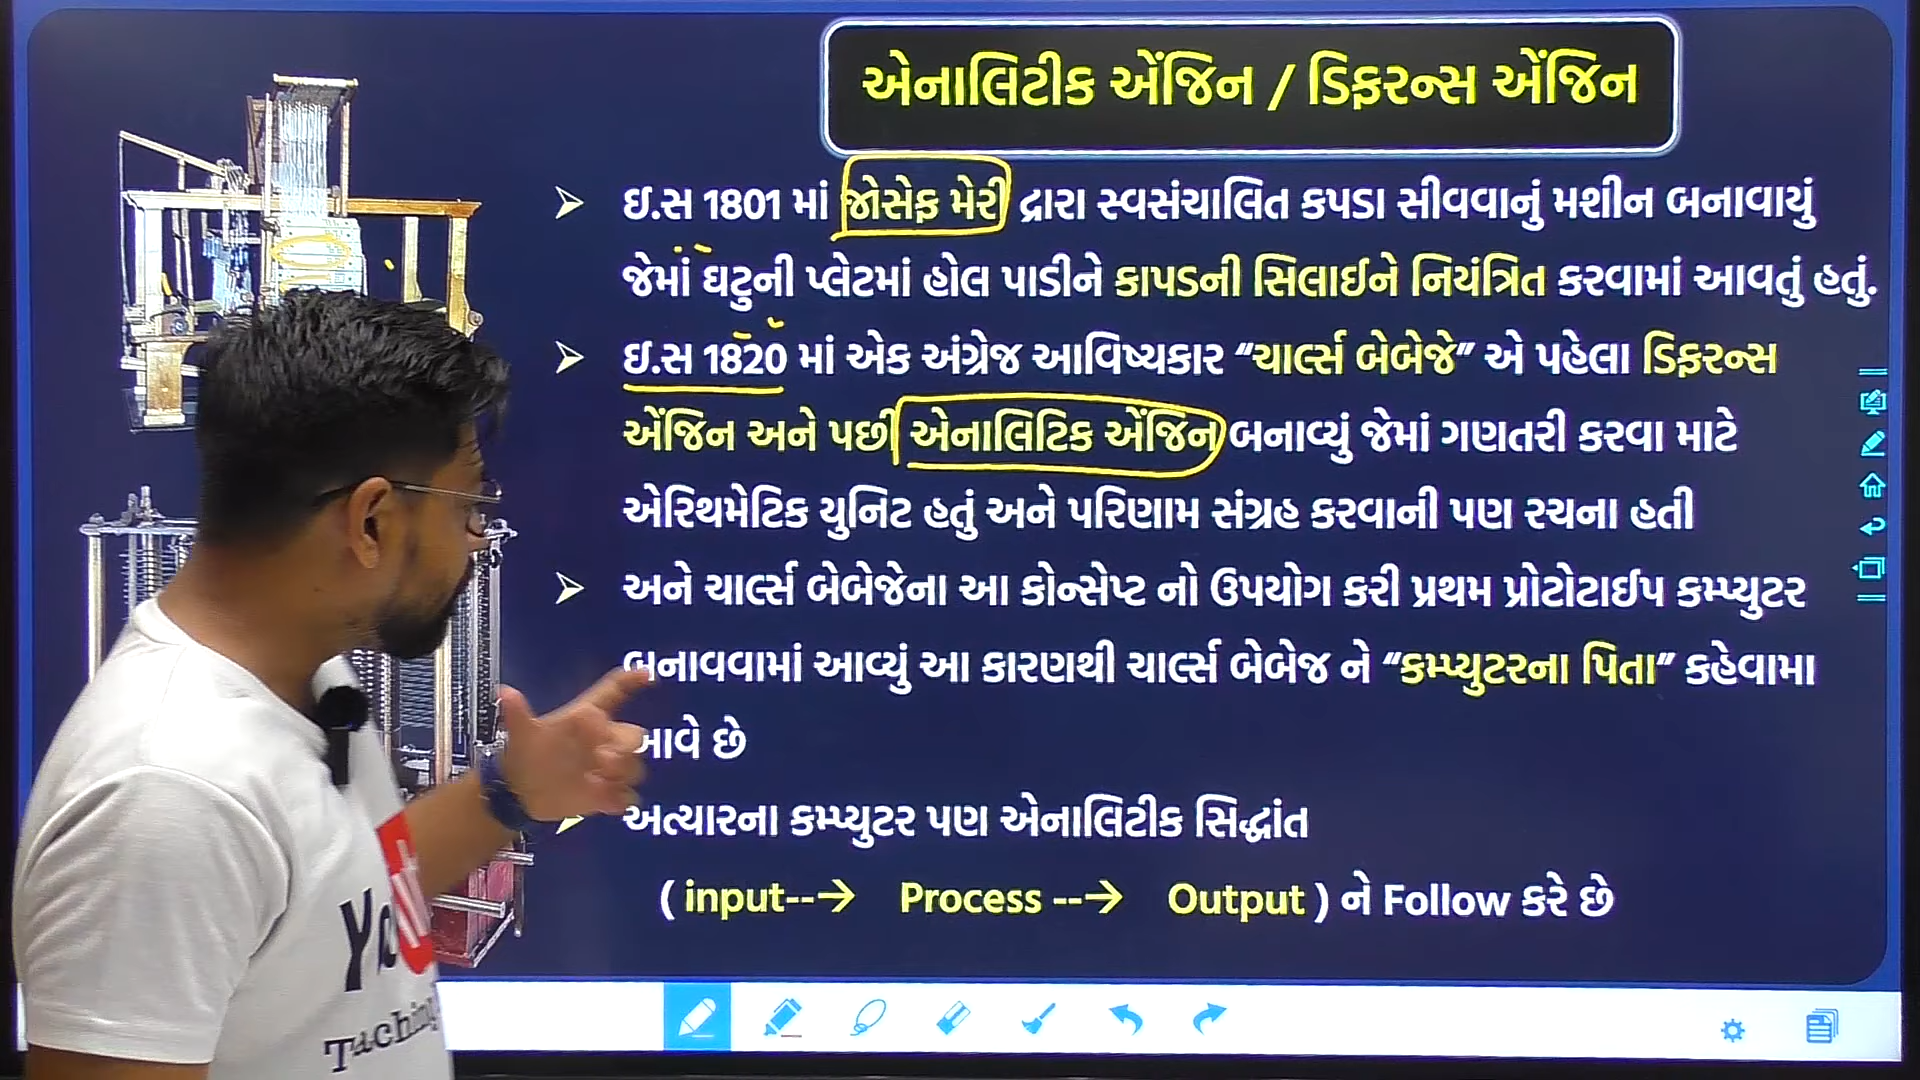 એનાલિટીક એંજિન / ડિફરન્સ એંજિન
ઇ.સ 1801 માં જોસેફ મેરી દ્રારા સ્વસંચાલિત કપડા સીવવાનું મશીન બનાવાયું
જેમાં ઘટુની પ્લેટમાં હોલ પાડીને કાપડની સિલાઈને નિયંત્રિત કરવામાં આવતું હતું.
ઇ.સ 1820 માં એક અંગ્રેજ આવિષ્યકાર “ચાર્લ્સ બેબેજે” એ પહેલા ડિફરન્સ
એંજિન અને પછી એનાલિટિક એંજિન બનાવ્યું જેમાં ગણતરી કરવા માટે
એરિથમેટિક યુનિટ હતું અને પરિણામ સંગ્રહ કરવાની પણ રચના હતી
અને ચાર્લ્સ બેબેજેના આ કોન્સેપ્ટ નો ઉપયોગ કરી પ્રથમ પ્રોટોટાઈપ કમ્પ્યુટર
બનાવવામાં આવ્યું આ કારણથી ચાર્લ્સ બેબેજ ને “કમ્પ્યુટરના પિતા” કહેવામા
આવે છે
અત્યારના કમ્પ્યુટર પણ એનાલિટીક સિદ્ધાંત
( input--→ Process --→ Output ) ને Follow કરે છે